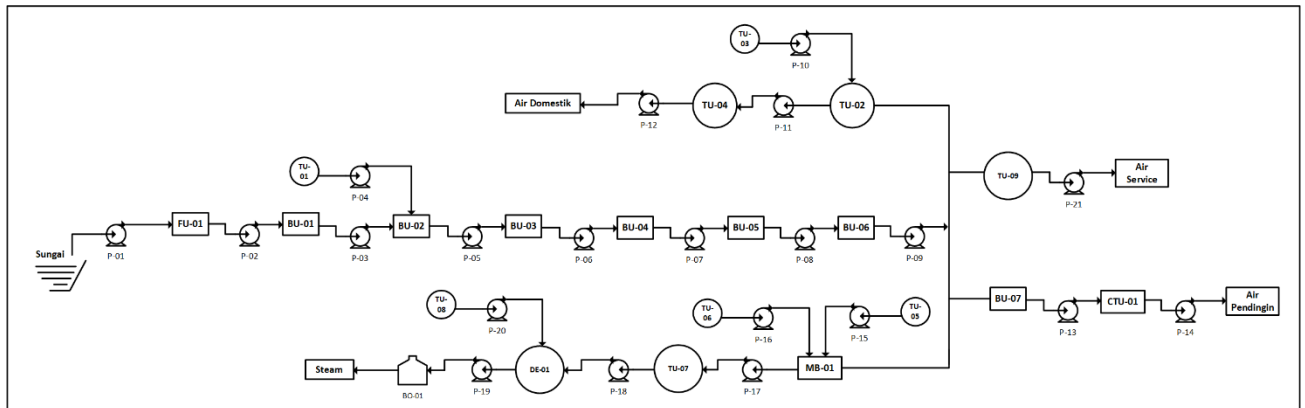 TU-
03
P-10
Air Domestik
P-12
TU-04
P-11
TU-02
TU-
01
P-04
TU-09
P-21
Air
Service
Sungai
P-01
FU-01
P-02
BU-01
P-03
BU-02
P-05
BU-03
P-06
BU-04
P-07
BU-05
P-08
BU-06
P-09
TU-
08
P-20
TU-
06
P-16
P-15
TU-
05
BU-07
P-13
CTU-01
P-14
Air
Pendingin
Steam
BO-01
P-19
DE-01
P-18
TU-07
P-17
MB-01